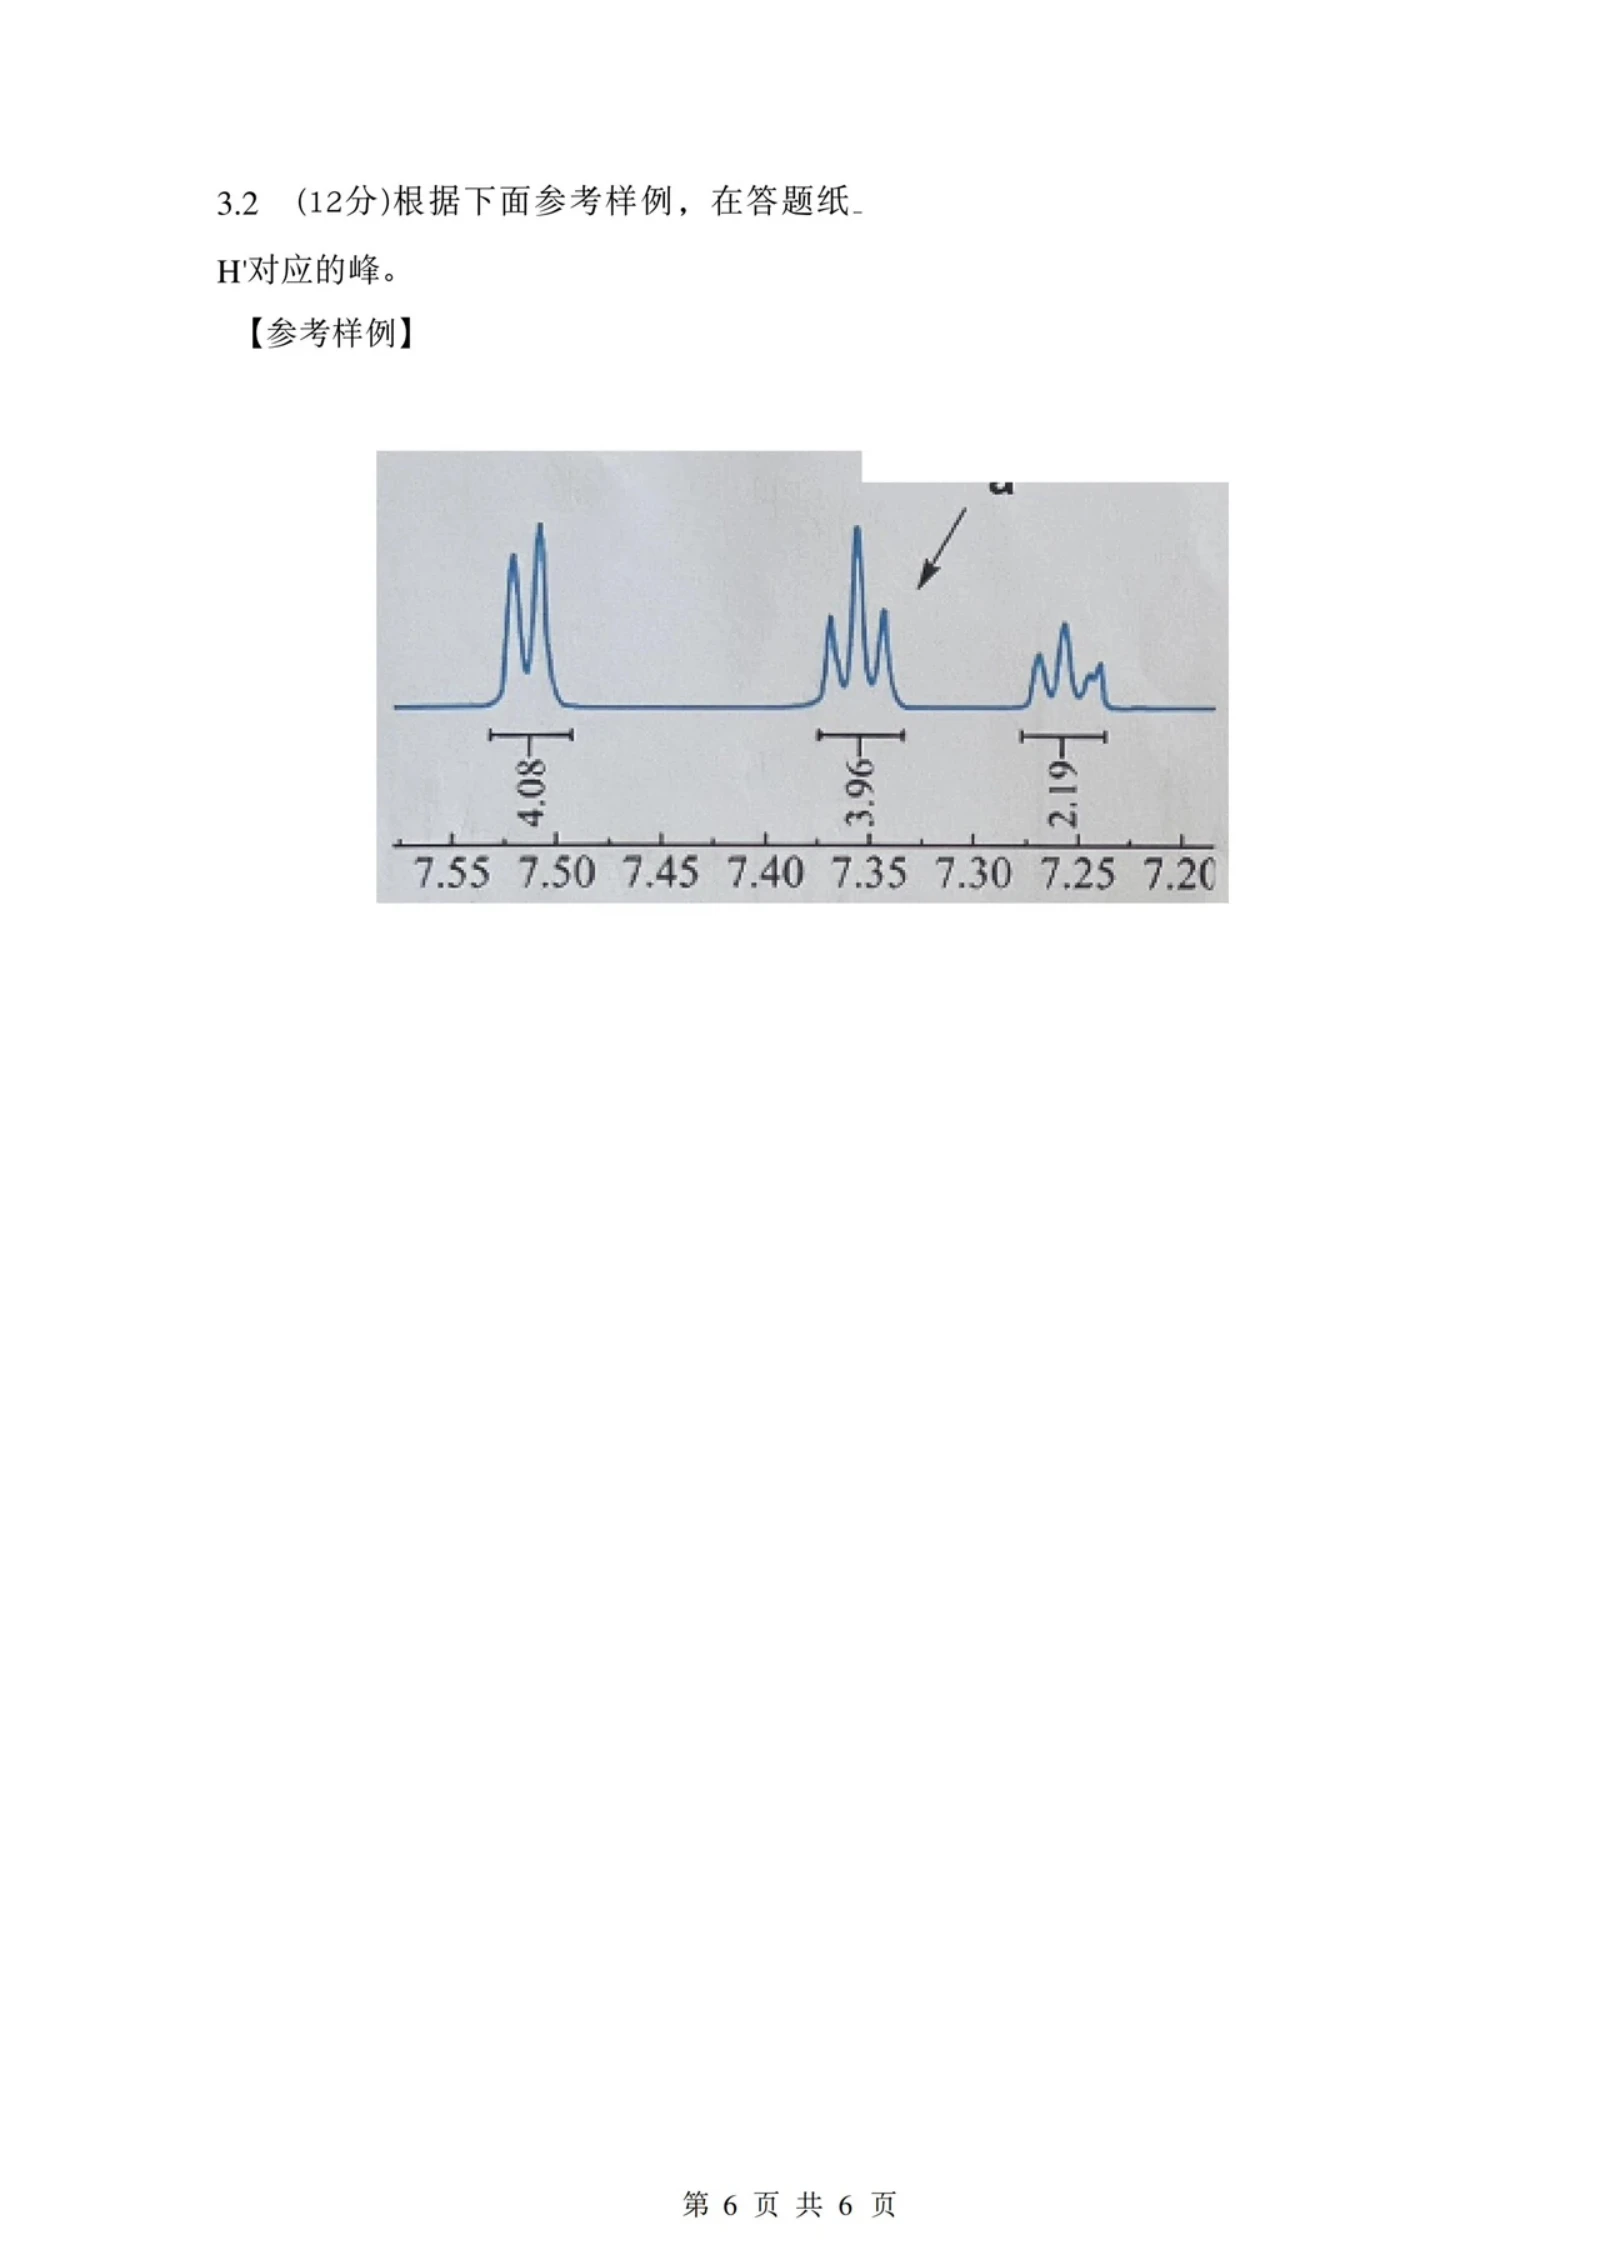 3.2 (12分)根据下面参考样例，在答题纸
H'对应的峰。
【参考样例】
4.08 3.96 2.19
7.55 7.50 7.45 7.40 7.35 7.30 7.25 7.20
第 6 页 共 6 页